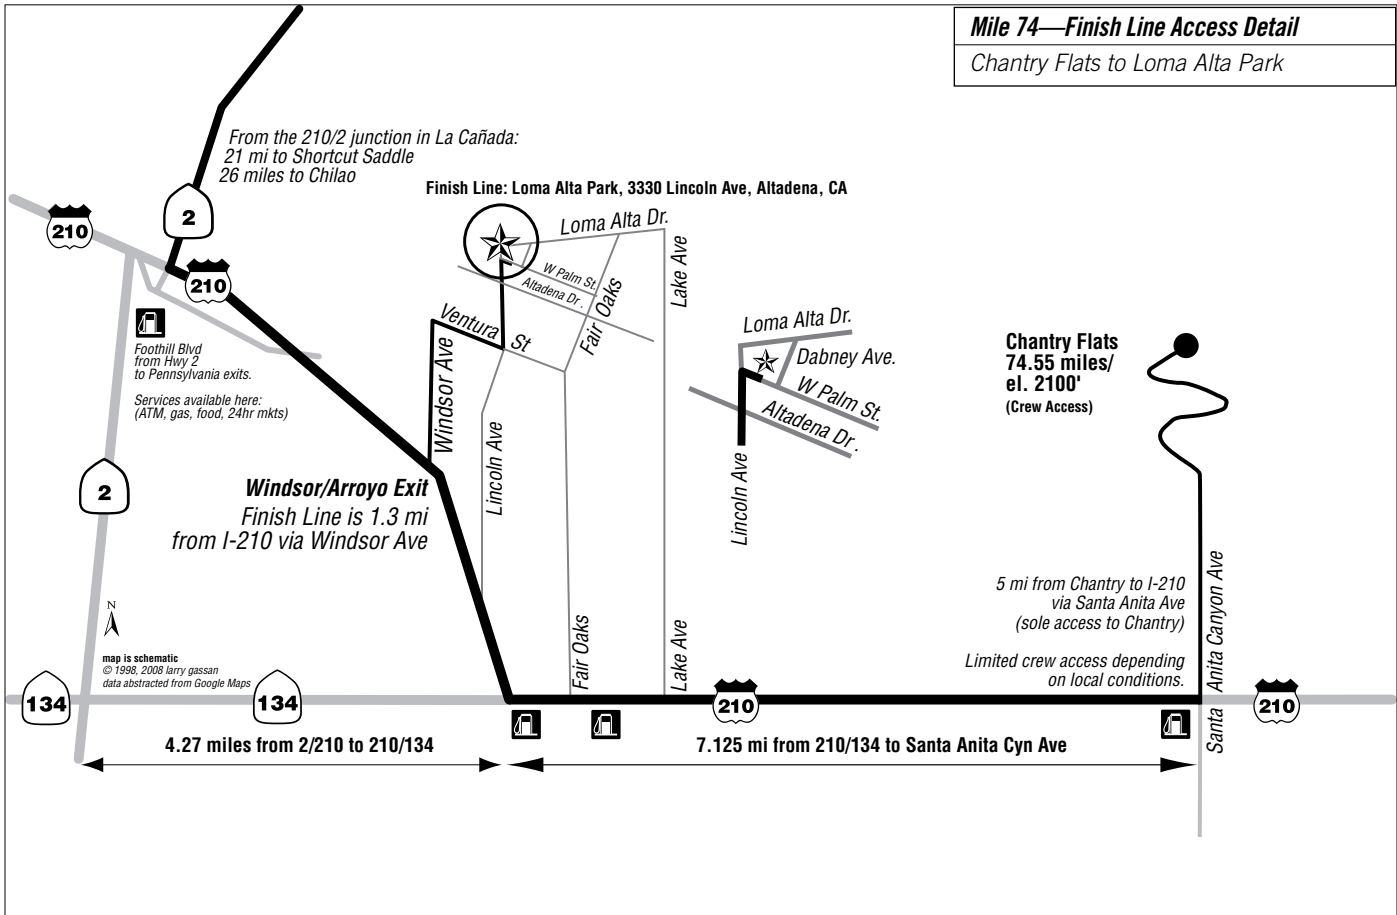 Mile 74—Finish Line Access Detail
Chantry Flats to Loma Alta Park
From the 210/2 junction in La Cañada:
21 mi to Shortcut Saddle
26 miles to Chilao
Finish Line: Loma Alta Park, 3330 Lincoln Ave, Altadena, CA
2
210
210
Loma Alta Dr.
W Palm St.
Altadena Dr .
Fair Oaks
Lake Ave
Ventura St
Windsor Ave
Lincoln Ave
Foothill Blvd
from Hwy 2
to Pennsylvania exits.
Services available here:
(ATM, gas, food, 24hr mkts)
Loma Alta Dr.
Dabney Ave.
W Palm St.
Altadena Dr .
Lincoln Ave
Chantry Flats
74.55 miles/
el. 2100'
(Crew Access)
2
Windsor/Arroyo Exit
Finish Line is 1.3 mi
from I-210 via Windsor Ave
5 mi from Chantry to I-210
via Santa Anita Ave
(sole access to Chantry)
Limited crew access depending
on local conditions.
Santa Anita Canyon Ave
N
map is schematic
© 1998, 2008 larry gassan
data abstracted from Google Maps
Fair Oaks
Lake Ave
134
134
210
210
4.27 miles from 2/210 to 210/134
7.125 mi from 210/134 to Santa Anita Cyn Ave